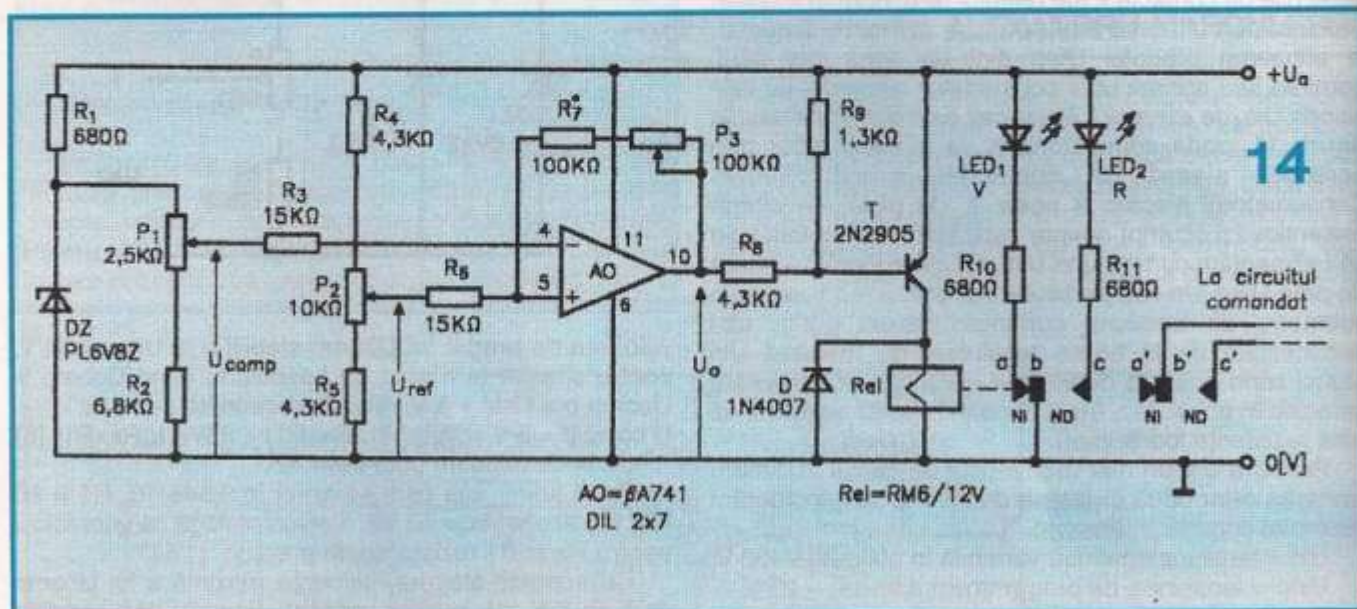 +Ua
R1
680Ω
R4
4,3KΩ
R7*
100KΩ
P3
100KΩ
R9
1,3KΩ
LED1
V
LED2
R
14
P1
2,5KΩ
R3
15KΩ
4
11
10
AO
T
2N2905
P2
10KΩ
R6
15KΩ
5
6
R8
4,3KΩ
R10
680Ω
R11
680Ω
La circuitul
comandat
DZ
PL6V8Z
Ucomp
Uref
Uo
R2
6,8KΩ
R5
4,3KΩ
D
1N4007
Rel
a b c a' b' c'
NI ND NI ND
0[V]
AO=βA741
DIL 2x7
Rel=RM6/12V